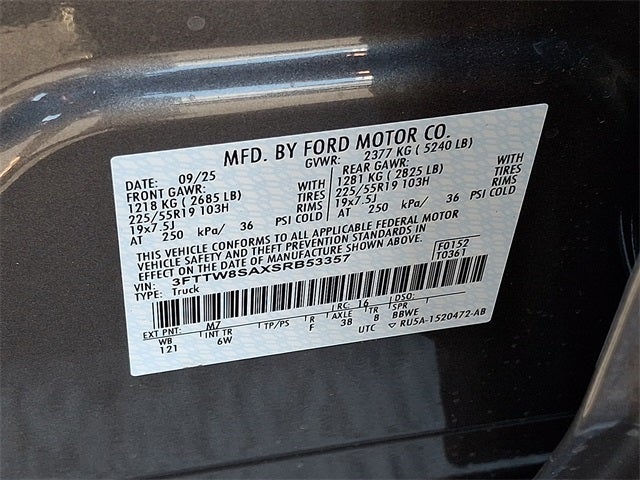 MFD. BY FORD MOTOR CO.
DATE: 09/25 GVWR: 2377 KG ( 5240 LB)
FRONT GAWR: WITH REAR GAWR: WITH
1218 KG ( 2685 LB) TIRES 1281 KG ( 2825 LB) TIRES
225/55R19 103H RIMS 225/55R19 103H RIMS
19x7.5J PSI COLD 19x7.5J PSI COLD
AT 250 kPa/ 36 AT 250 kPa/ 36
THIS VEHICLE CONFORMS TO ALL APPLICABLE FEDERAL MOTOR
VEHICLE SAFETY AND THEFT PREVENTION STANDARDS IN
EFFECT ON THE DATE OF MANUFACTURE SHOWN ABOVE.
VIN: 3FTTW8SAXSRB53357 F0152
TYPE: Truck T0361
EXT PNT: M7 RC: 16 DSO:
WB INT TR TP/PS R AXLE TR SPR
121 6W F 3B B BBWE
UTC ▽ RU5A-1520472-AB